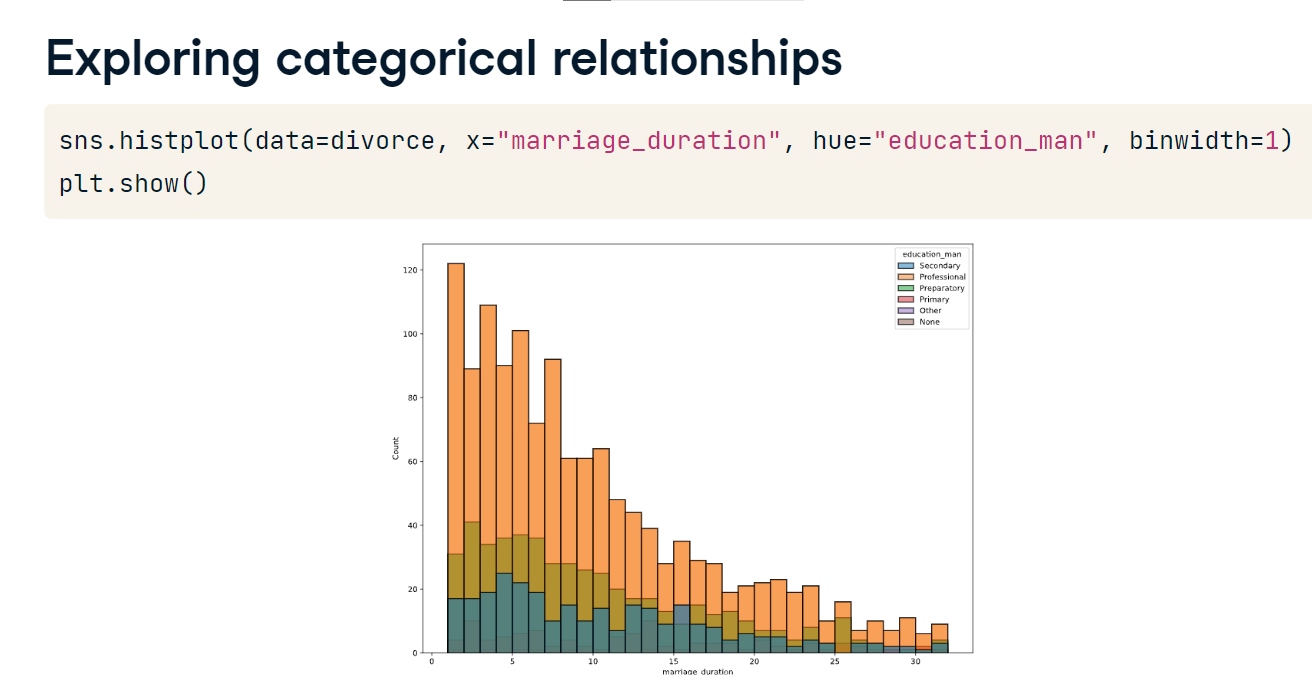 Exploring categorical relationships
sns.histplot(data=divorce, x="marriage_duration", hue="education_man", binwidth=1)
plt.show()
education_man
Secondary
Professional
Preparatory
Primary
Other
None
120
100
80
60
40
20
0
Count
0 5 10 15 20 25 30
marriage_duration